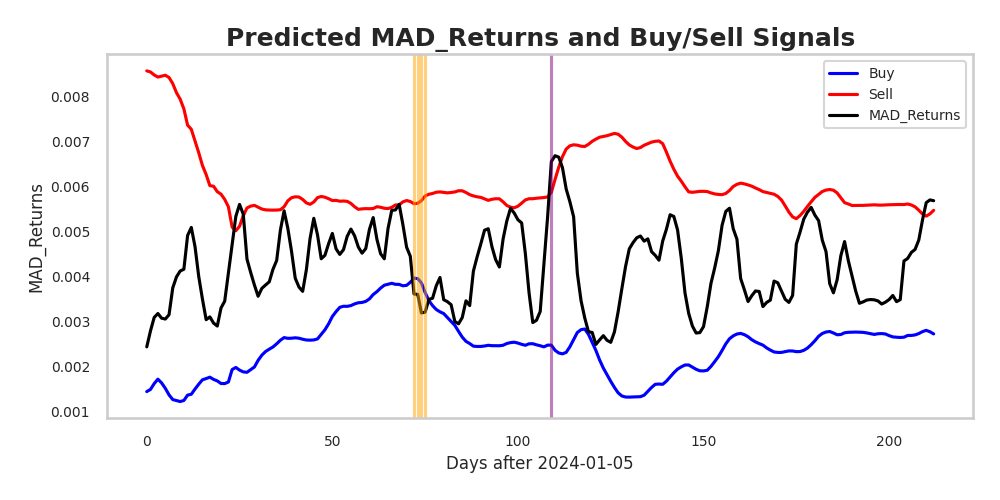 Predicted MAD_Returns and Buy/Sell Signals
Buy
Sell
MAD_Returns
MAD_Returns
0.008
0.007
0.006
0.005
0.004
0.003
0.002
0.001
0
50
100
150
200
Days after 2024-01-05